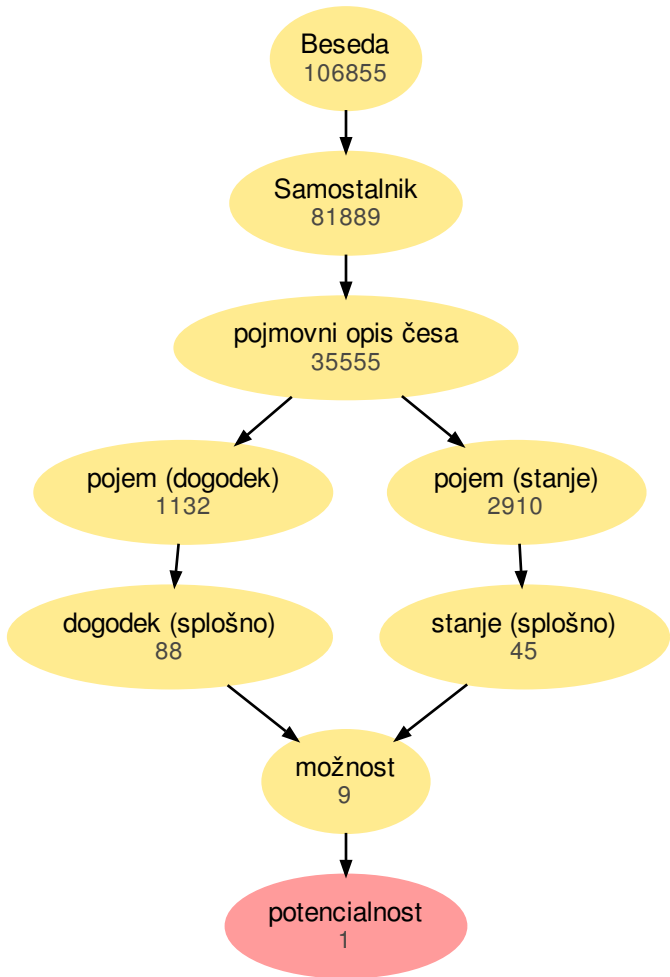 Beseda
106855
Samostalnik
81889
pojmovni opis česa
35555
pojem (dogodek)
1132
pojem (stanje)
2910
dogodek (splošno)
88
stanje (splošno)
45
možnost
9
potencialnost
1